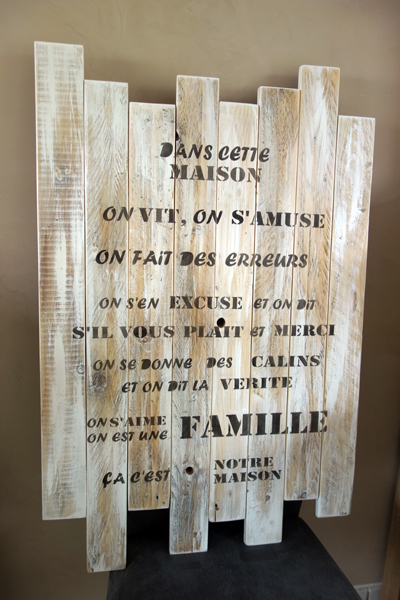 DANS CETTE
MAISON
ON VIT, ON S'AMUSE
ON FAIT DES ERREURS
ON S'EN EXCUSE ET ON DIT
S'IL VOUS PLAIT ET MERCI
ON SE DONNE DES CALINS
ET ON DIT LA VERITE
ON S'AIME
ON EST UNE FAMILLE
ÇA C'EST NOTRE
MAISON